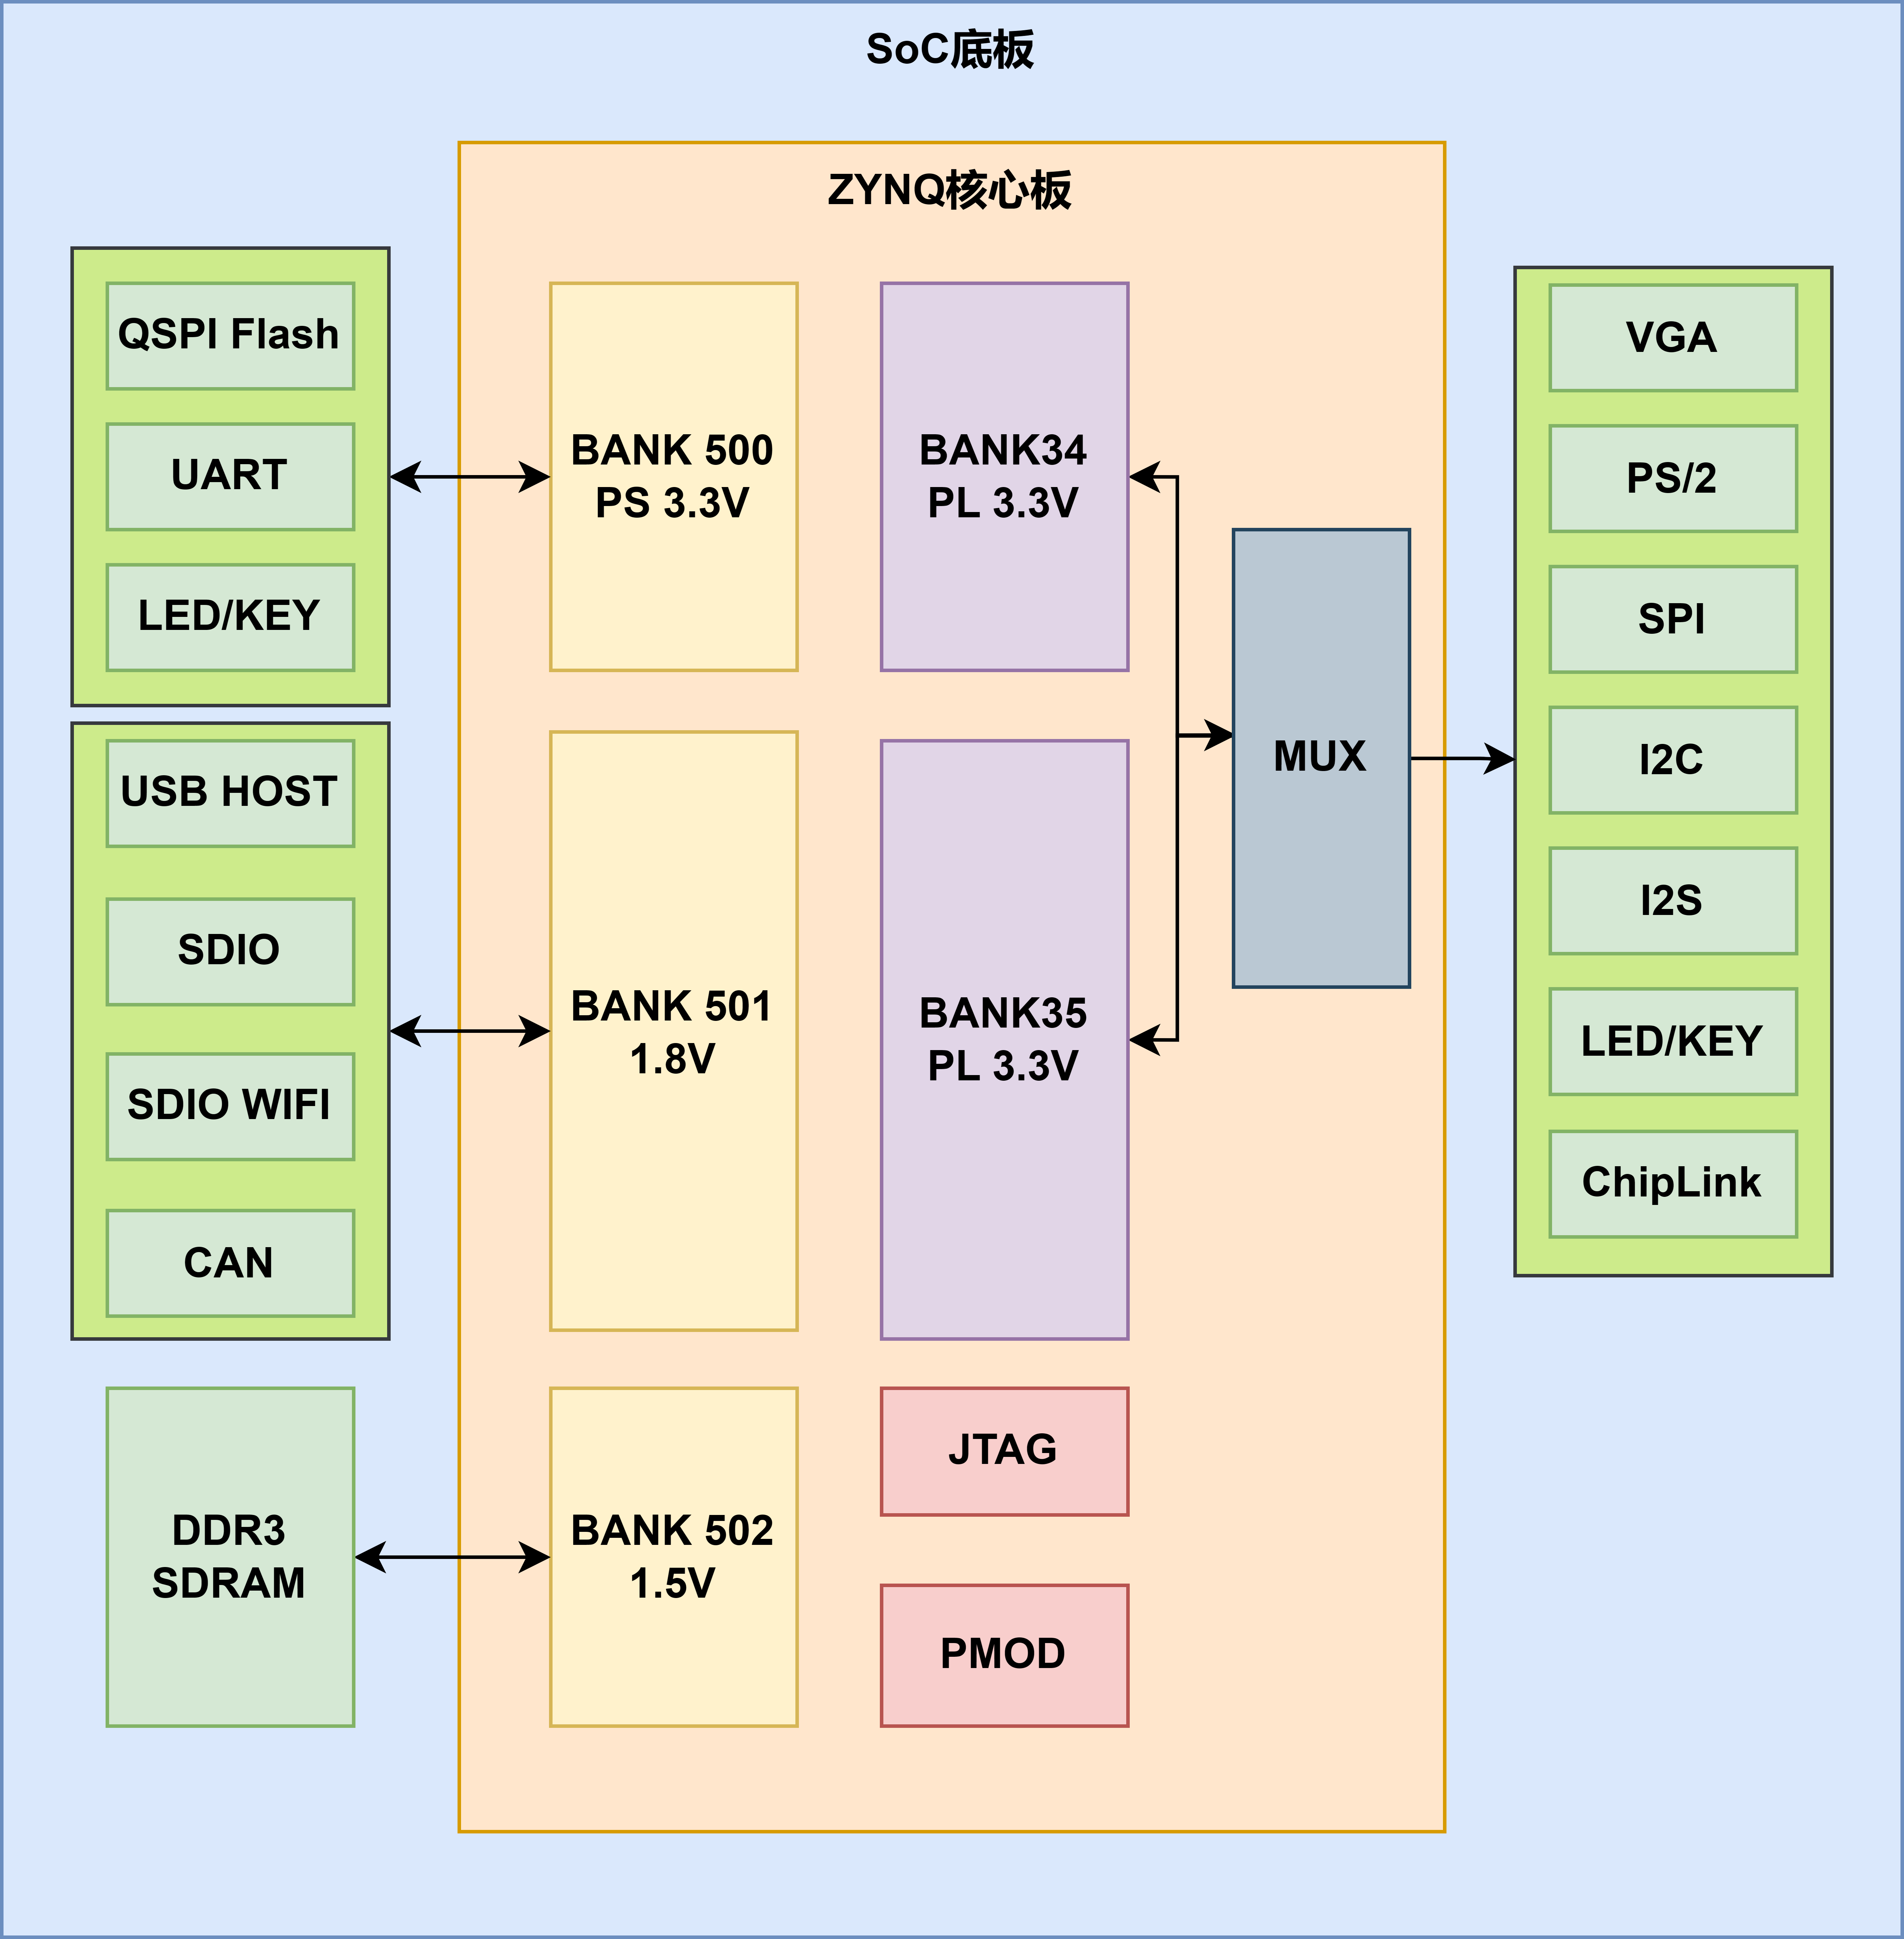 SoC底板
ZYNQ核心板
QSPI Flash
UART
LED/KEY
USB HOST
SDIO
SDIO WIFI
CAN
DDR3
SDRAM
BANK 500
PS 3.3V
BANK 501
1.8V
BANK 502
1.5V
BANK34
PL 3.3V
BANK35
PL 3.3V
JTAG
PMOD
MUX
VGA
PS/2
SPI
I2C
I2S
LED/KEY
ChipLink